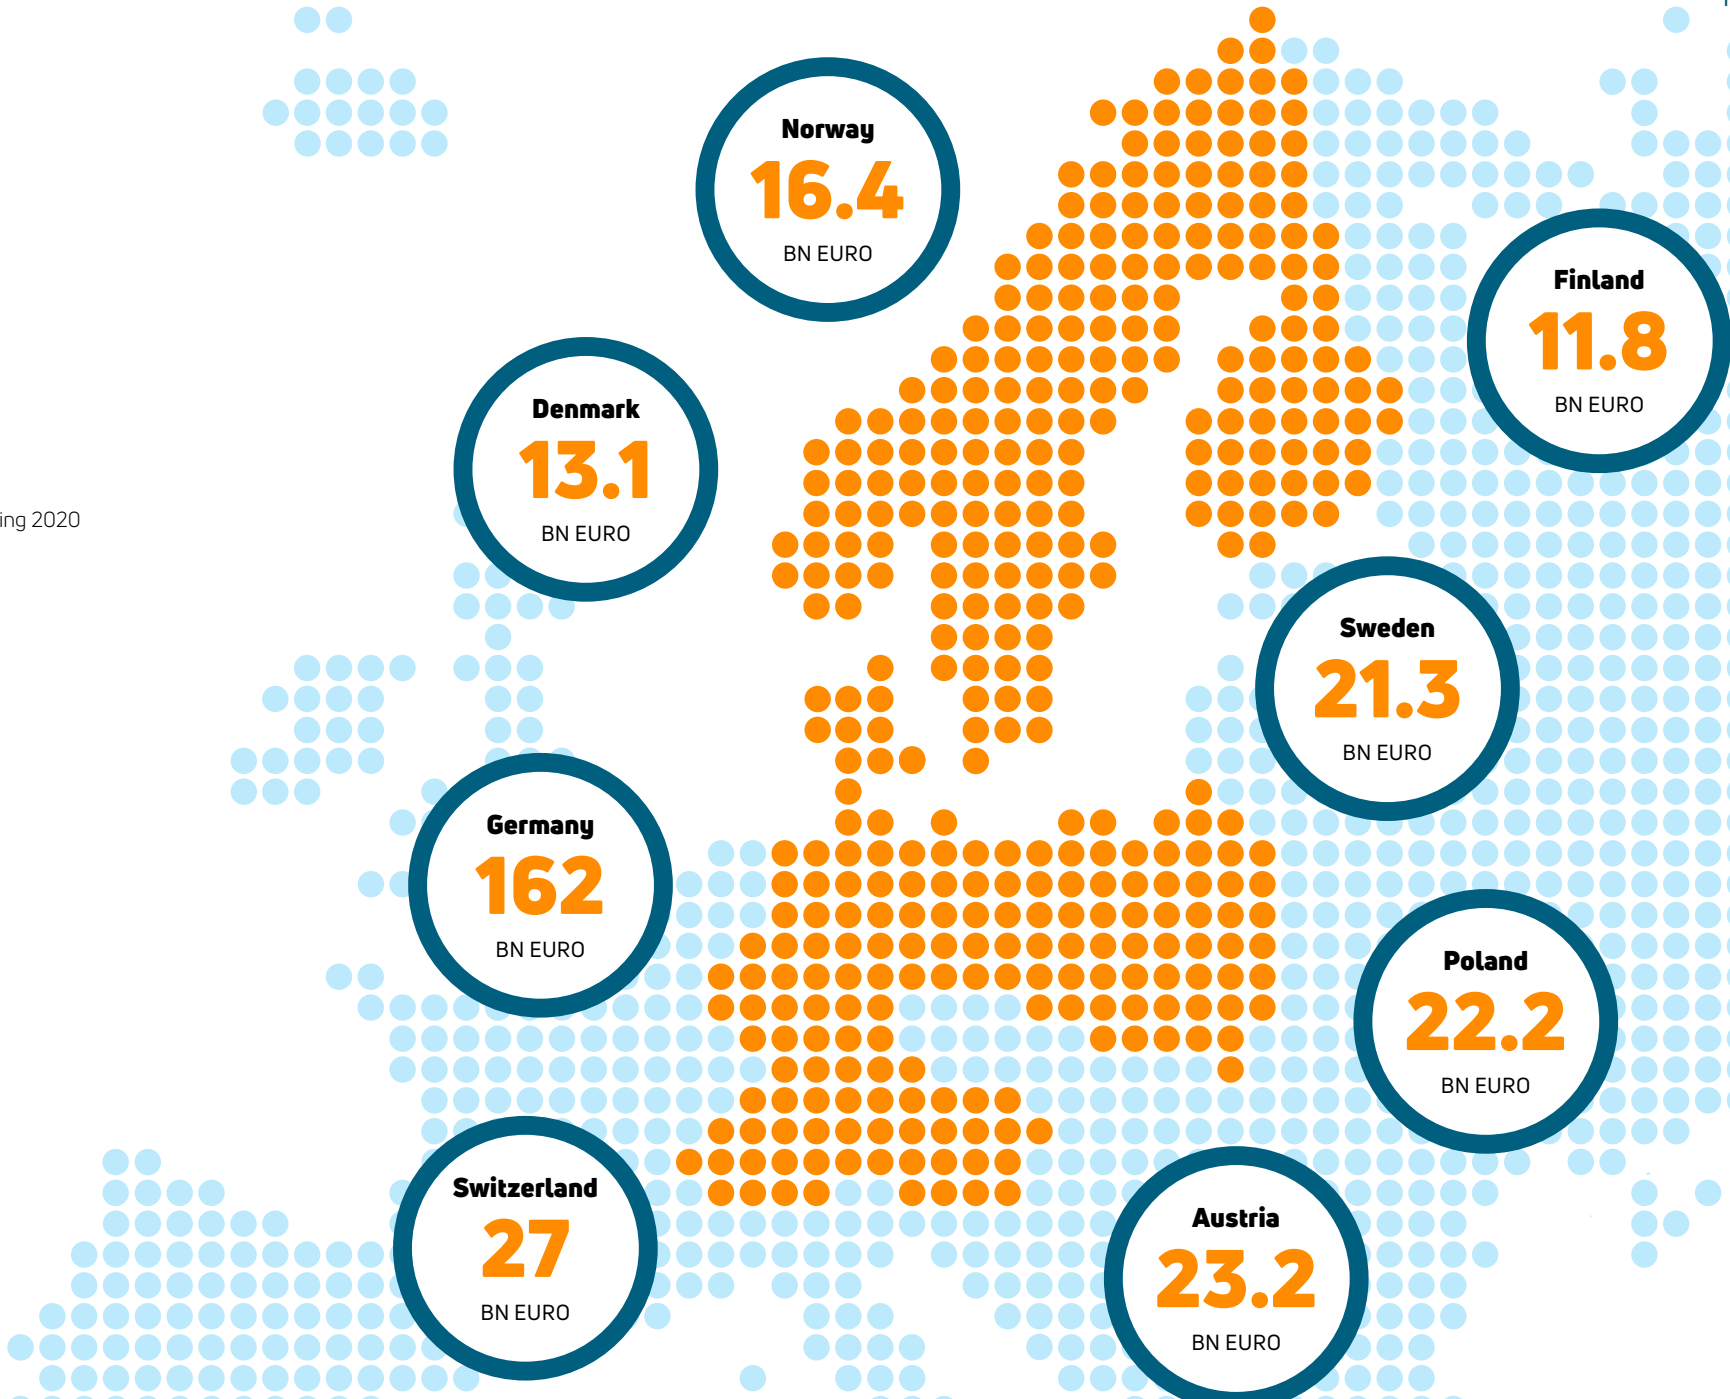 Norway
16.4
BN EURO
Finland
11.8
BN EURO
Denmark
13.1
BN EURO
2020
Sweden
21.3
BN EURO
Germany
162
BN EURO
Poland
22.2
BN EURO
Switzerland
27
BN EURO
Austria
23.2
BN EURO